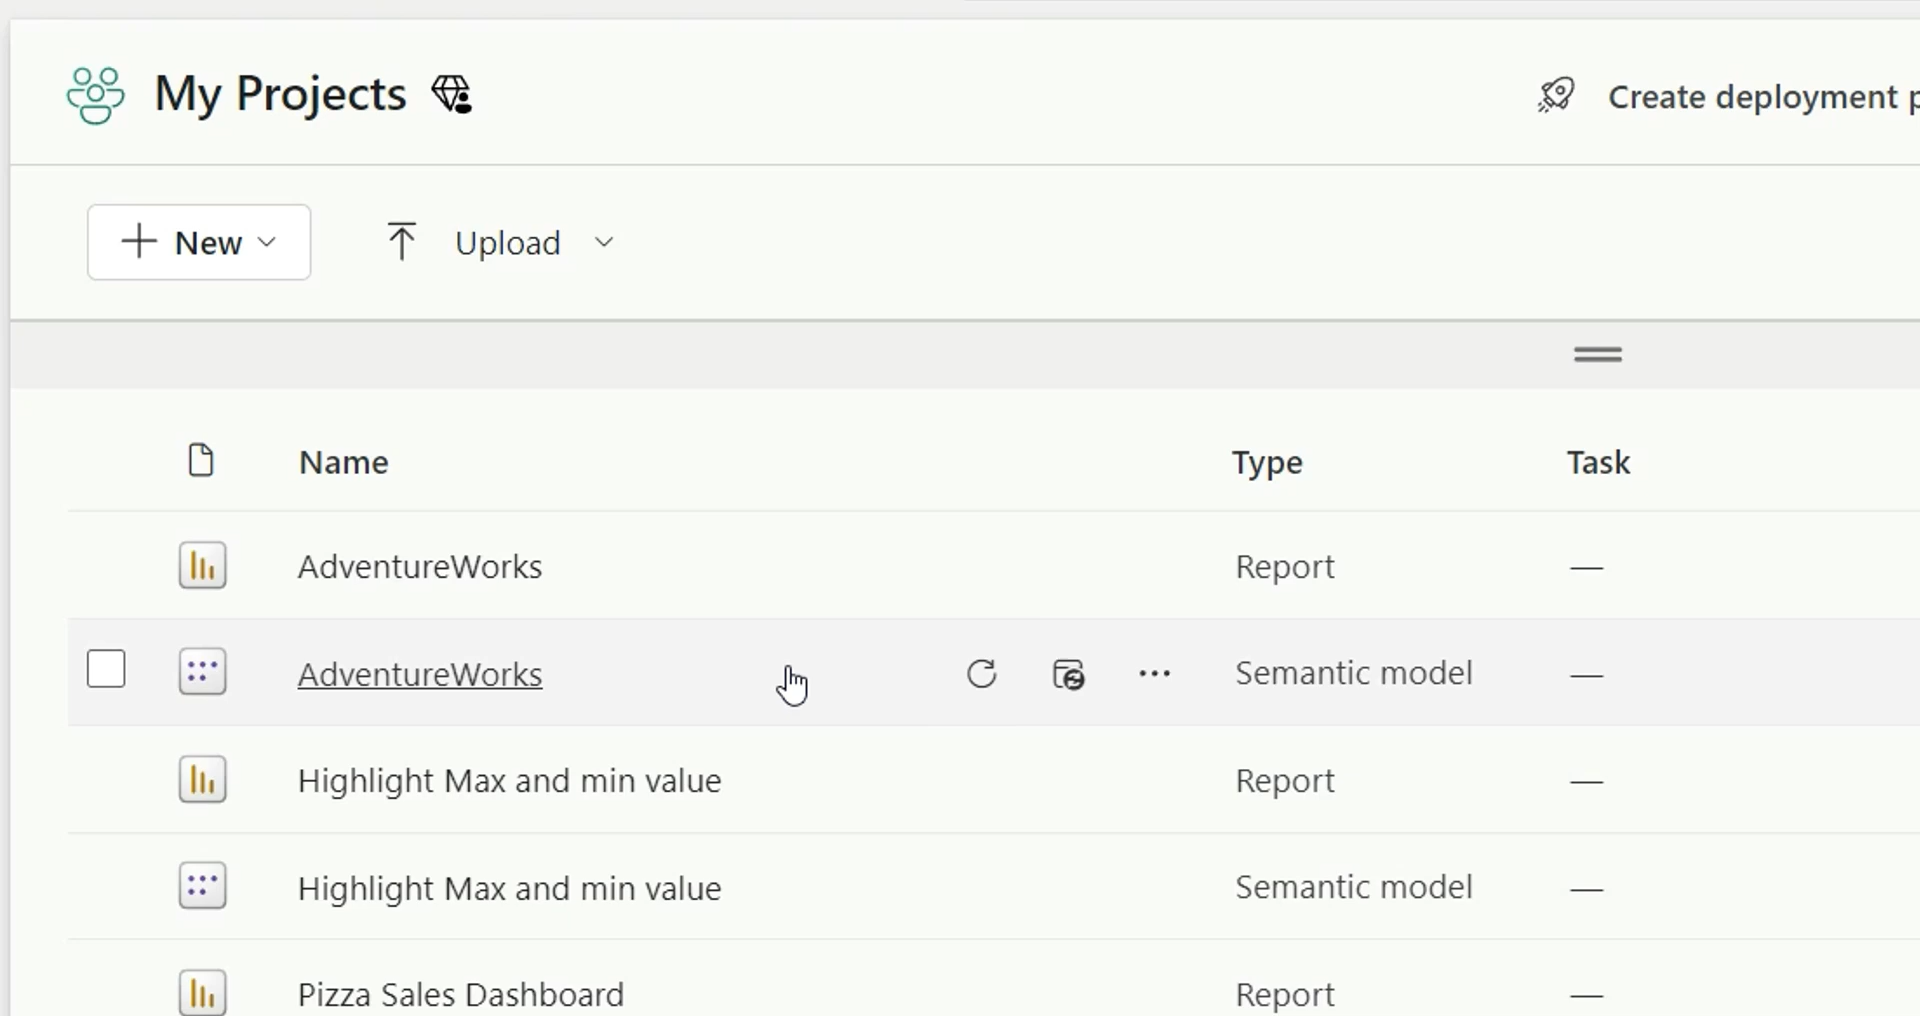 My Projects
Create deployment p
New
Upload
Name Type Task
AdventureWorks Report —
AdventureWorks Semantic model —
Highlight Max and min value Report —
Highlight Max and min value Semantic model —
Pizza Sales Dashboard Report —